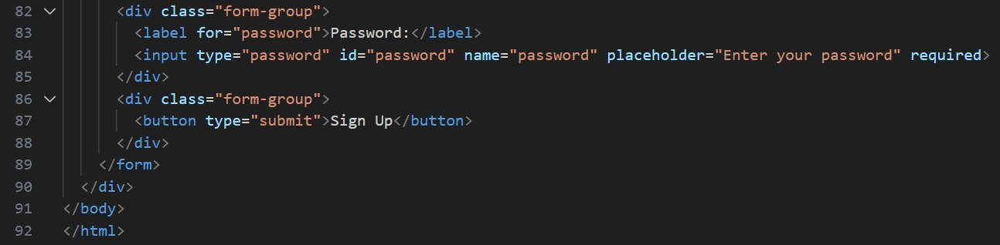 82 <div class="form-group">
83 <label for="password">Password:</label>
84 <input type="password" id="password" name="password" placeholder="Enter your password" required>
85 </div>
86 <div class="form-group">
87 <button type="submit">Sign Up</button>
88 </div>
89 </form>
90 </div>
91 </body>
92 </html>